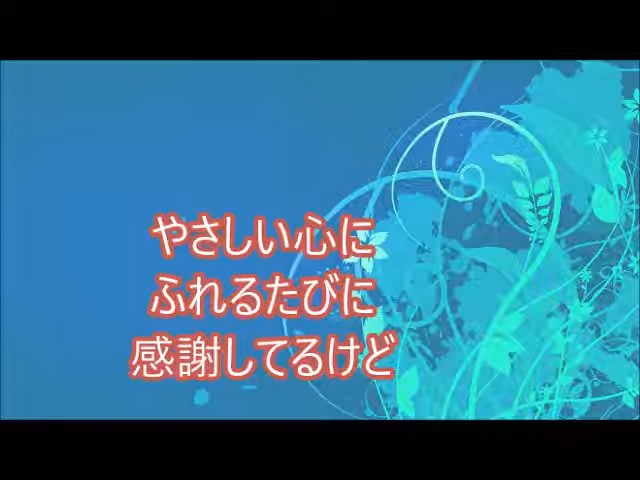 やさしい心に
ふれるたびに
感謝してるけど